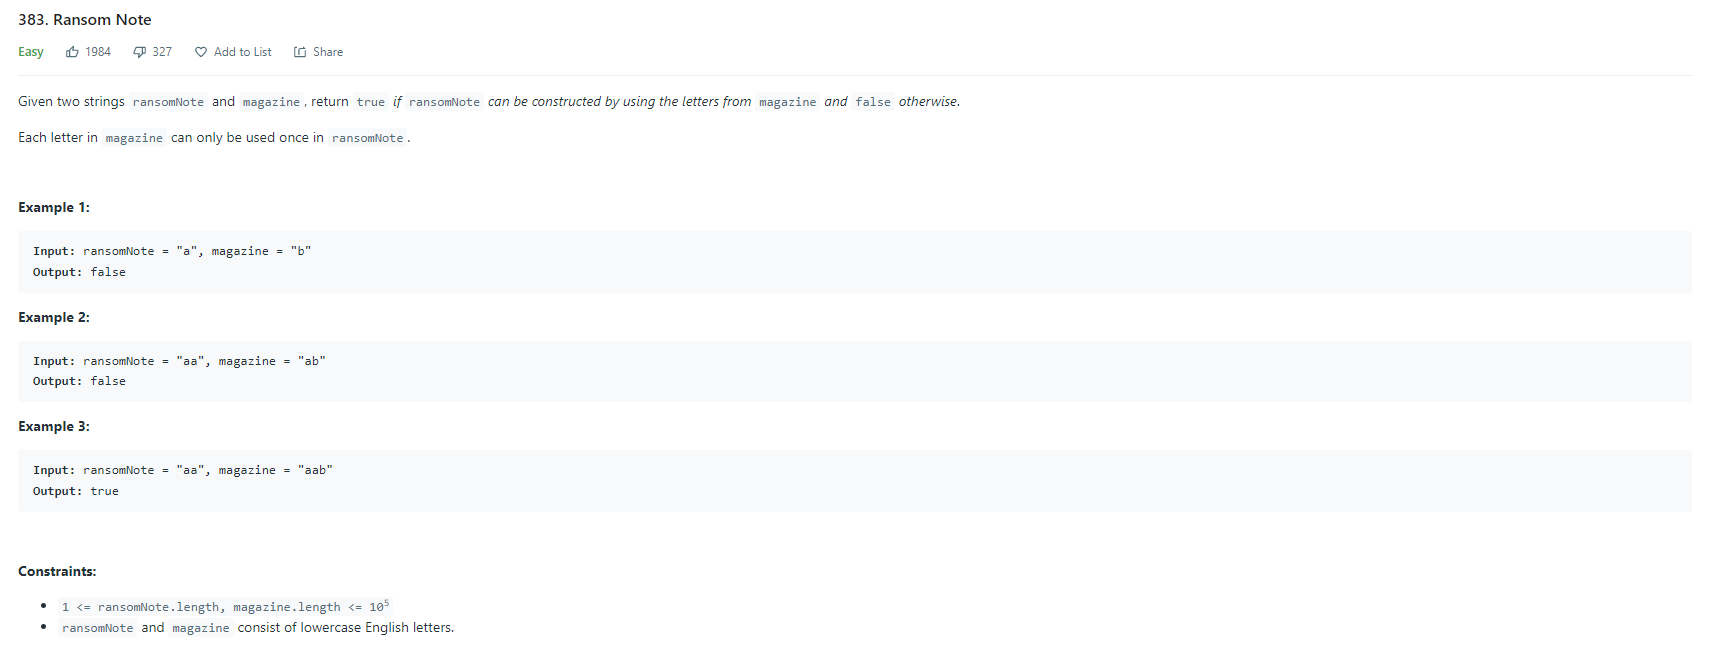 383. Ransom Note
Easy 1984 327 Add to List Share
Given two strings ransomNote and magazine, return true if ransomNote can be constructed by using the letters from magazine and false otherwise.
Each letter in magazine can only be used once in ransomNote.
Example 1:
Input: ransomNote = "a", magazine = "b"
Output: false
Example 2:
Input: ransomNote = "aa", magazine = "ab"
Output: false
Example 3:
Input: ransomNote = "aa", magazine = "aab"
Output: true
Constraints:
• 1 <= ransomNote.length, magazine.length <= 10⁵
• ransomNote and magazine consist of lowercase English letters.